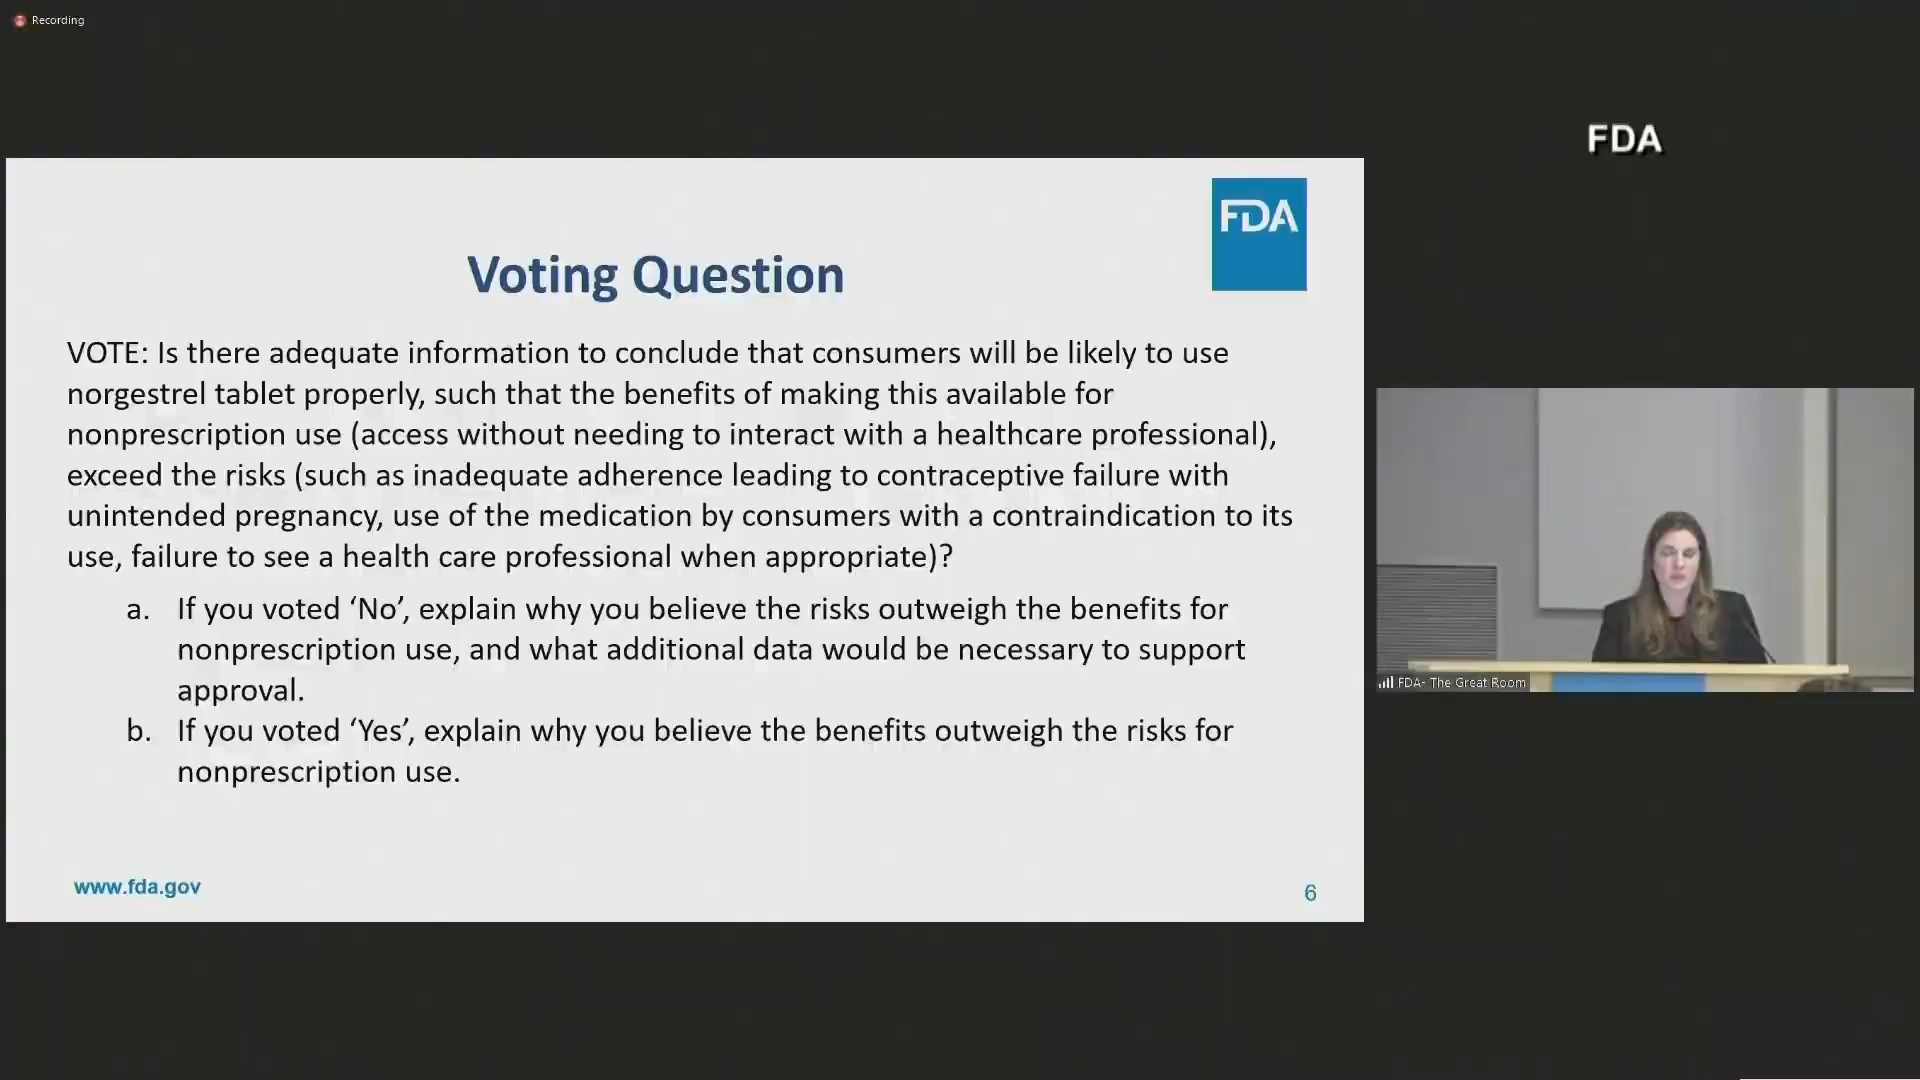 Recording
FDA
FDA
Voting Question
VOTE: Is there adequate information to conclude that consumers will be likely to use
norgestrel tablet properly, such that the benefits of making this available for
nonprescription use (access without needing to interact with a healthcare professional),
exceed the risks (such as inadequate adherence leading to contraceptive failure with
unintended pregnancy, use of the medication by consumers with a contraindication to its
use, failure to see a health care professional when appropriate)?
a. If you voted ‘No’, explain why you believe the risks outweigh the benefits for
nonprescription use, and what additional data would be necessary to support
approval.
b. If you voted ‘Yes’, explain why you believe the benefits outweigh the risks for
nonprescription use.
www.fda.gov
6
FDA- The Great Room